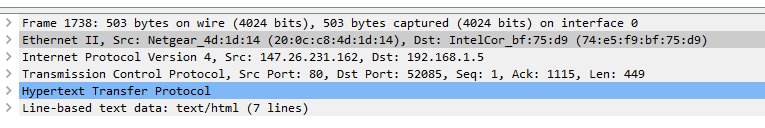 Frame 1738: 503 bytes on wire (4024 bits), 503 bytes captured (4024 bits) on interface 0
Ethernet II, Src: Netgear_4d:1d:14 (20:0c:c8:4d:1d:14), Dst: IntelCor_bf:75:d9 (74:e5:f9:bf:75:d9)
Internet Protocol Version 4, Src: 147.26.231.162, Dst: 192.168.1.5
Transmission Control Protocol, Src Port: 80, Dst Port: 52085, Seq: 1, Ack: 1115, Len: 449
Hypertext Transfer Protocol
Line-based text data: text/html (7 lines)